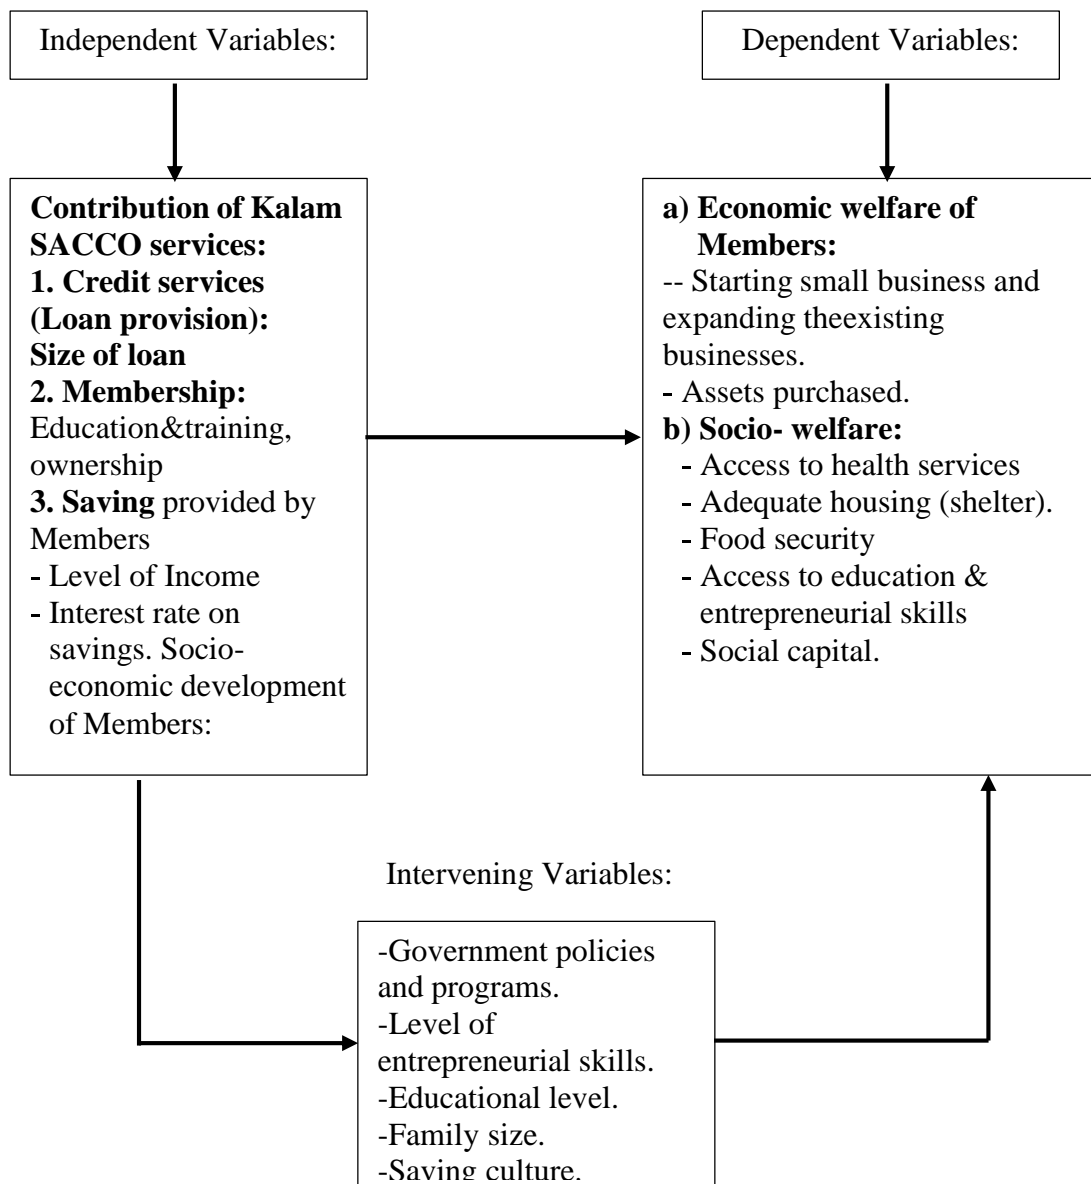 Independent Variables:
Dependent Variables:
Contribution of Kalam
SACCO services:
1. Credit services
(Loan provision):
Size of loan
2. Membership:
Education&training,
ownership
3. Saving provided by
Members
- Level of Income
- Interest rate on
savings. Socio-
economic development
of Members:
a) Economic welfare of
Members:
-- Starting small business and
expanding theexisting
businesses.
- Assets purchased.
b) Socio- welfare:
- Access to health services
- Adequate housing (shelter).
- Food security
- Access to education &
entrepreneurial skills
- Social capital.
Intervening Variables:
-Government policies
and programs.
-Level of
entrepreneurial skills.
-Educational level.
-Family size.
-Saving culture.